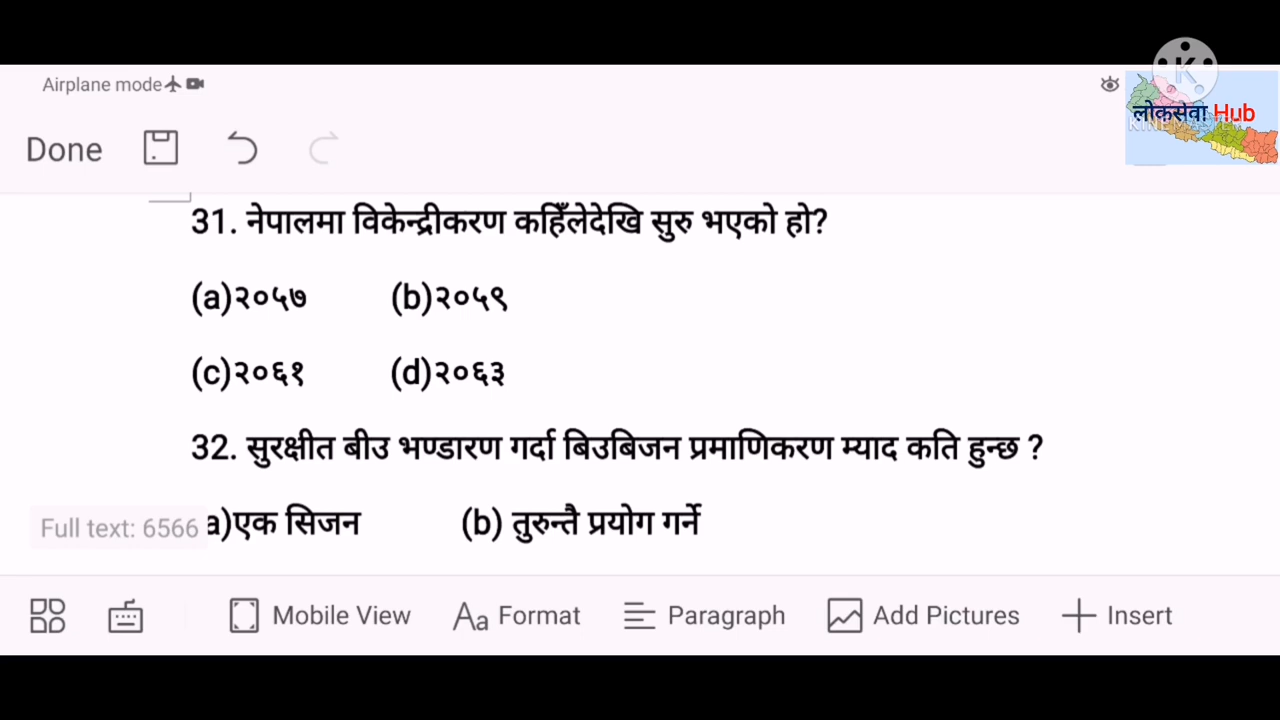 Airplane mode
लोकसेवा Hub
KINEMASTER
Done
31. नेपालमा विकेन्द्रीकरण कहिँलेदेखि सुरु भएको हो?
(a)२०५७ (b)२०५९
(c)२०६१ (d)२०६३
32. सुरक्षीत बीउ भण्डारण गर्दा बिउबिजन प्रमाणिकरण म्याद कति हुन्छ ?
Full text: 6566
a)एक सिजन (b) तुरुन्तै प्रयोग गर्ने
Mobile View Aa Format Paragraph Add Pictures Insert